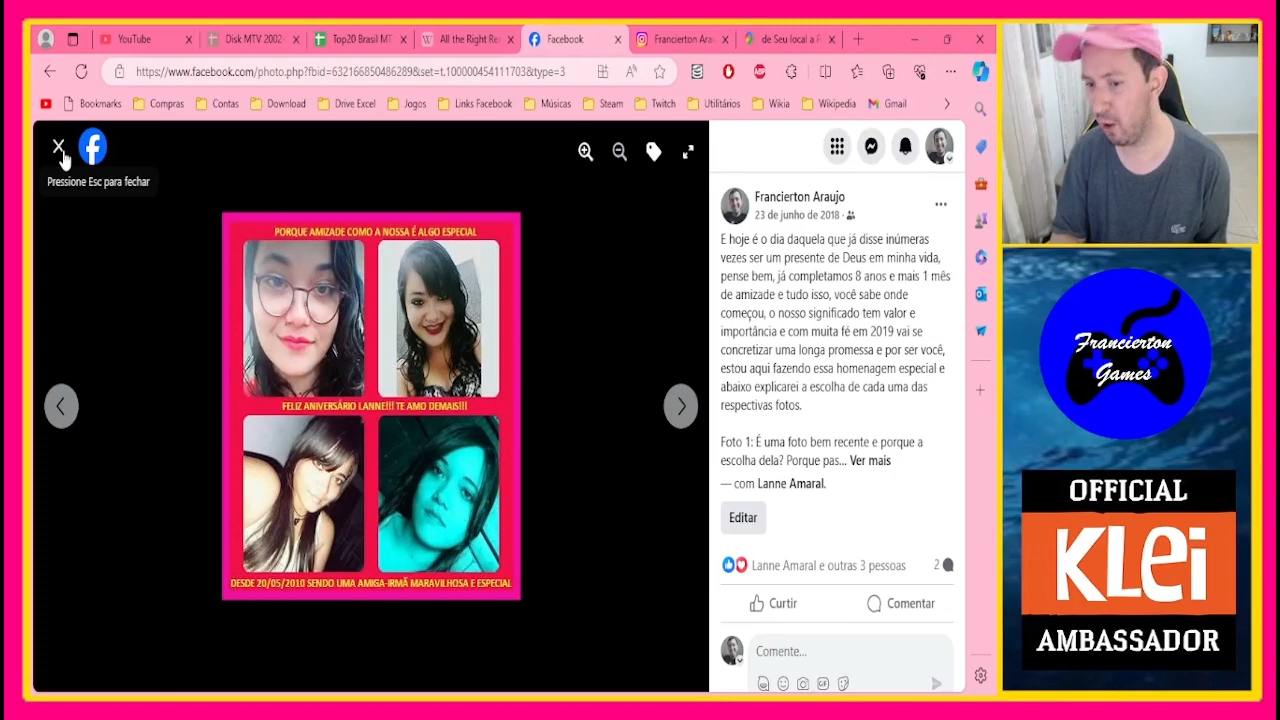 YouTube
Disk MTV 2002-
Top20 Brasil MT
All the Right Re
Facebook
Francierton Arau
de Seu local a P
https://www.facebook.com/photo.php?fbid=632166850486289&set=t.100010454111703&type=3
Bookmarks
Compras
Contas
Download
Drive Excel
Jogos
Links Facebook
Músicas
Steam
Twitch
Utilitários
Wikia
Wikipedia
Gmail
Pressione Esc para fechar
PORQUE AMIZADE COMO A NOSSA É ALGO ESPECIAL
FELIZ ANIVERSÁRIO LANNE!!! TE AMO DEMAIS!!!
DESDE 20/05/2010 SENDO UMA AMIGA-IRMÃ MARAVILHOSA E ESPECIAL
Francierton Araujo
23 de junho de 2018 ·
E hoje é o dia daquela que já disse inúmeras
vezes ser um presente de Deus em minha vida,
pense bem, já completamos 8 anos e mais 1 mês
de amizade e tudo isso, você sabe onde
começou, o nosso significado tem valor e
importância e com muita fé em 2019 vai se
concretizar uma longa promessa e por ser você,
estou aqui fazendo essa homenagem especial e
abaixo explicarei a escolha de cada uma das
respectivas fotos.
Foto 1: É uma foto bem recente e porque a
escolha dela? Porque pas... Ver mais
— com Lanne Amaral.
Editar
Lanne Amaral e outras 3 pessoas
2
Curtir
Comentar
Comente...
GIF
Francierton
Games
OFFICIAL
KLei
AMBASSADOR